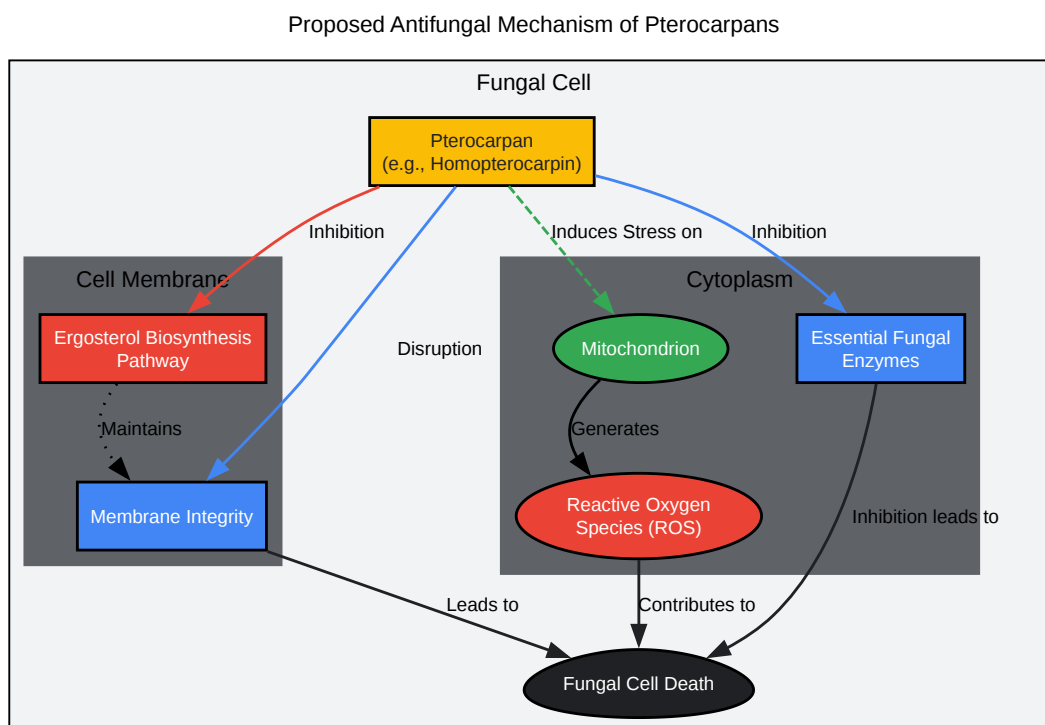 Proposed Antifungal Mechanism of Pterocarpans
Fungal Cell
Pterocarpan
(e.g., Homopterocarpin)
Inhibition
Induces Stress on
Inhibition
Cell Membrane
Cytoplasm
Ergosterol Biosynthesis
Pathway
Disruption
Mitochondrion
Essential Fungal
Enzymes
Maintains
Generates
Membrane Integrity
Reactive Oxygen
Species (ROS)
Inhibition leads to
Leads to
Contributes to
Fungal Cell Death